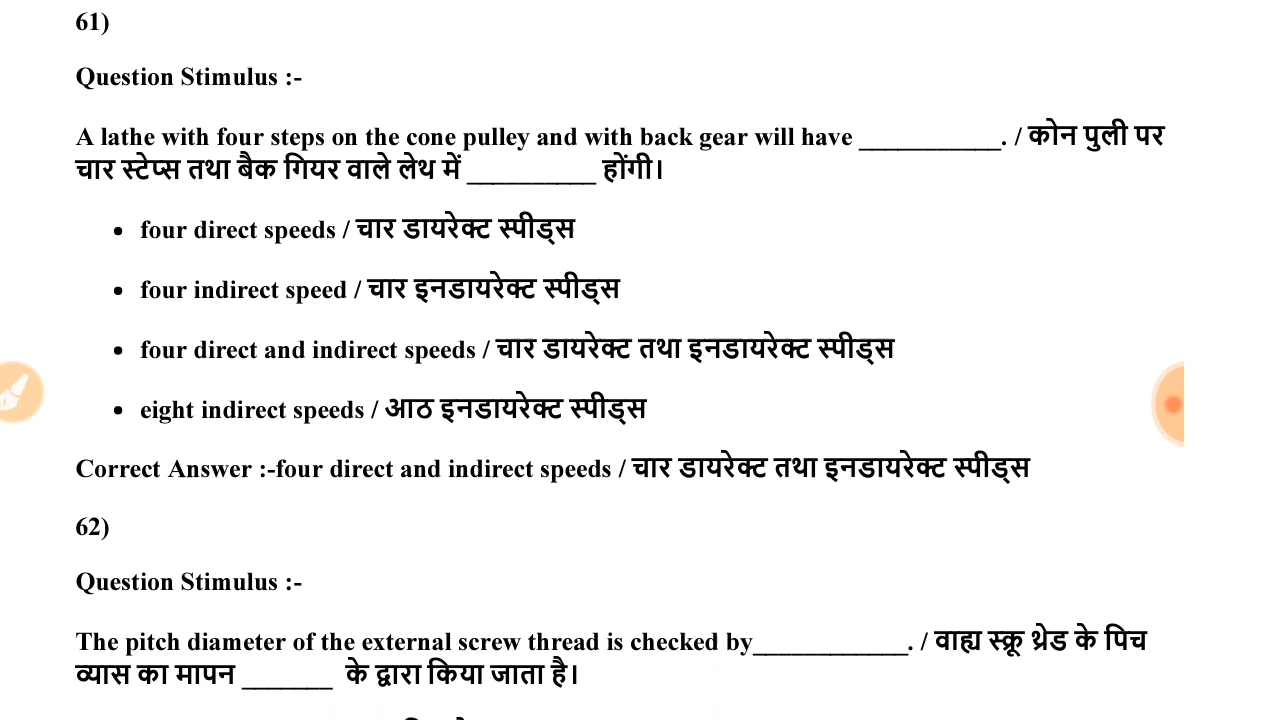 61)
Question Stimulus :-
A lathe with four steps on the cone pulley and with back gear will have ___________. / कोन पुली पर
चार स्टेप्स तथा बैक गियर वाले लेथ में __________ होंगी।
• four direct speeds / चार डायरेक्ट स्पीड्स
• four indirect speed / चार इनडायरेक्ट स्पीड्स
• four direct and indirect speeds / चार डायरेक्ट तथा इनडायरेक्ट स्पीड्स
• eight indirect speeds / आठ इनडायरेक्ट स्पीड्स
Correct Answer :-four direct and indirect speeds / चार डायरेक्ट तथा इनडायरेक्ट स्पीड्स
62)
Question Stimulus :-
The pitch diameter of the external screw thread is checked by____________. / वाह्य स्क्रू थ्रेड के पिच
व्यास का मापन _______ के द्वारा किया जाता है।